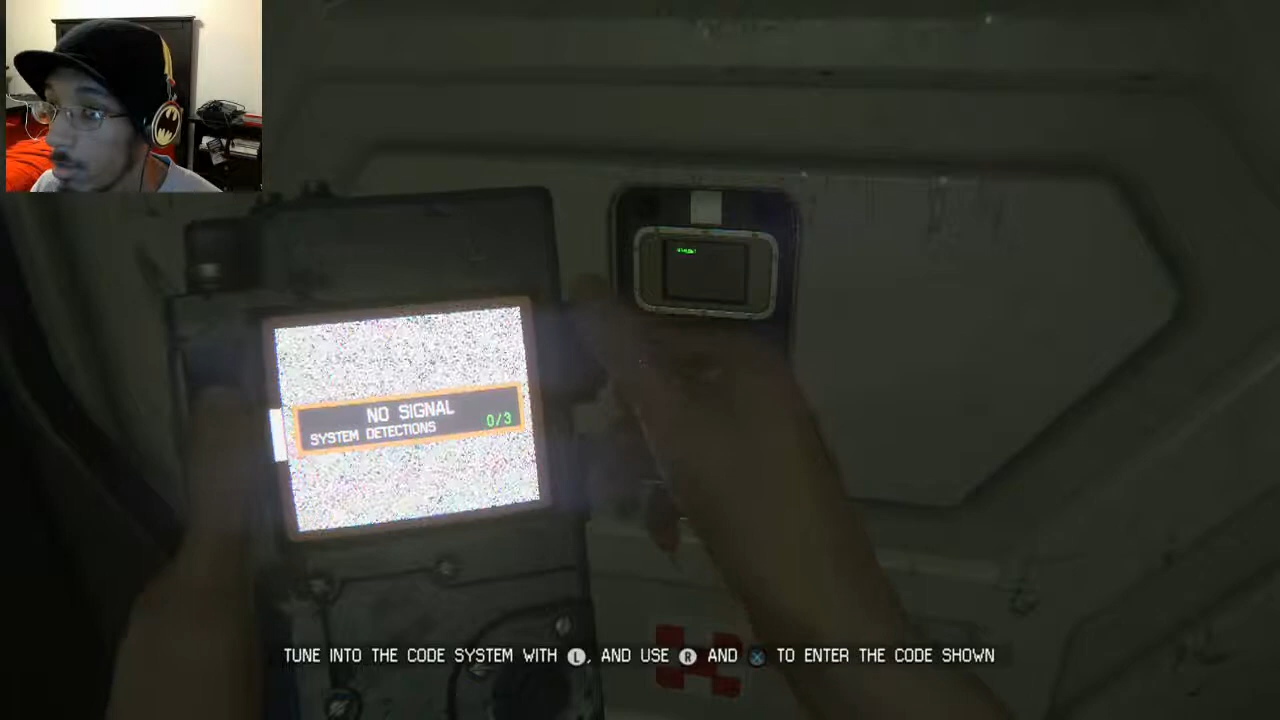 NO SIGNAL
SYSTEM DETECTIONS 0/3
TUNE INTO THE CODE SYSTEM WITH L, AND USE R AND X TO ENTER THE CODE SHOWN